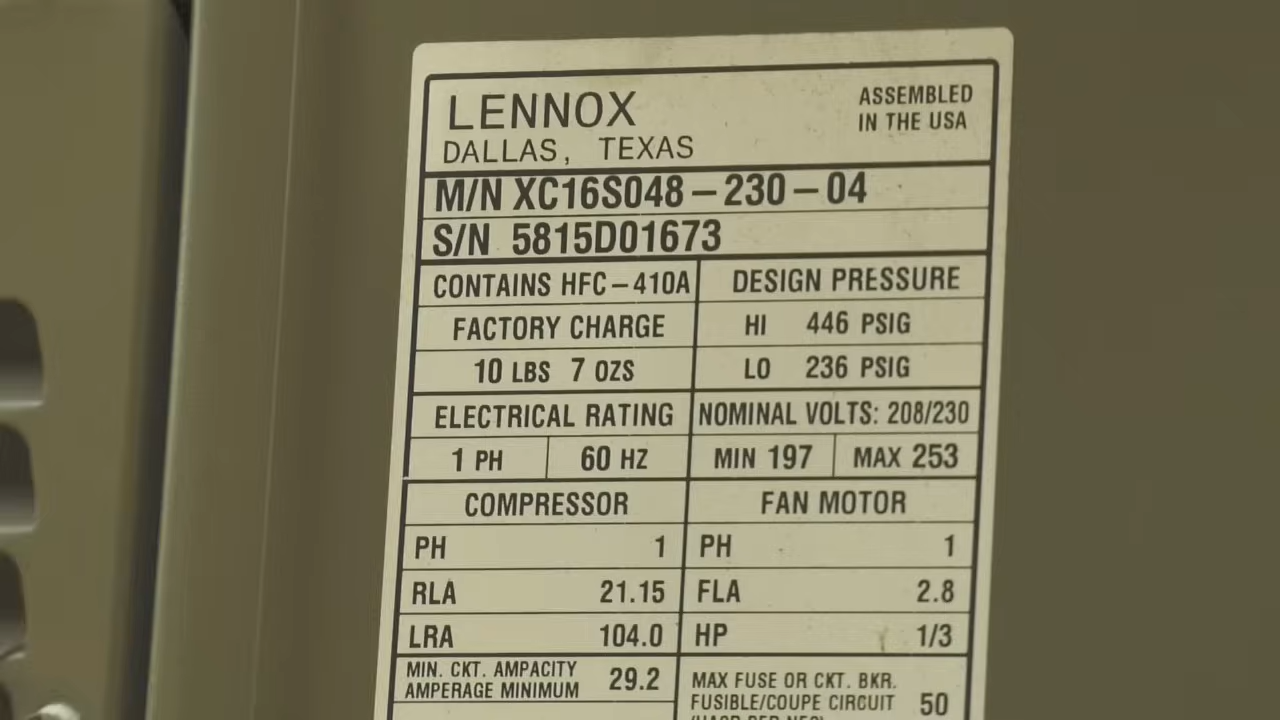 LENNOX
DALLAS, TEXAS
ASSEMBLED
IN THE USA
M/N XC16S048-230-04
S/N 5815D01673
CONTAINS HFC-410A
DESIGN PRESSURE
FACTORY CHARGE
HI 446 PSIG
10 LBS 7 OZS
LO 236 PSIG
ELECTRICAL RATING
NOMINAL VOLTS: 208/230
1 PH
60 HZ
MIN 197
MAX 253
COMPRESSOR
FAN MOTOR
PH 1
PH 1
RLA 21.15
FLA 2.8
LRA 104.0
HP 1/3
MIN. CKT. AMPACITY
AMPERAGE MINIMUM
29.2
MAX FUSE OR CKT. BKR.
FUSIBLE/COUPE CIRCUIT
50